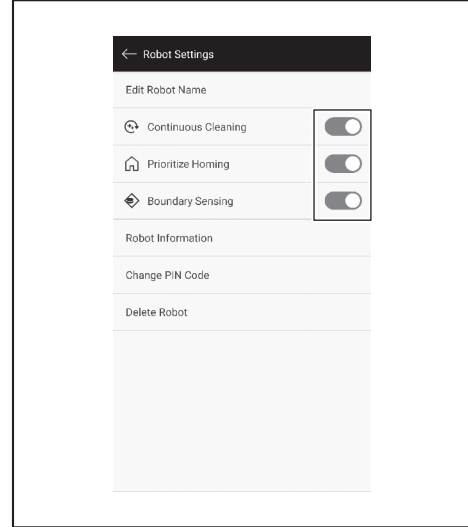 Robot Settings
Edit Robot Name
Continuous Cleaning
Prioritize Homing
Boundary Sensing
Robot Information
Change PIN Code
Delete Robot